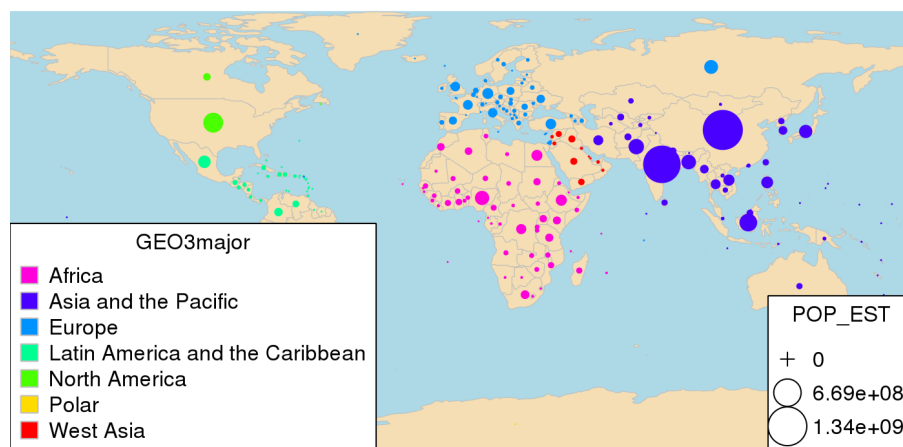 GEO3major
Africa
Asia and the Pacific
Europe
Latin America and the Caribbean
North America
Polar
West Asia
POP_EST
0
6.69e+08
1.34e+09